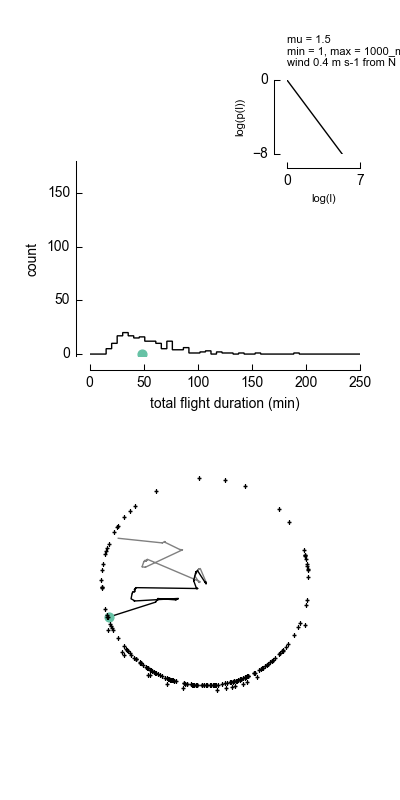 mu = 1.5
min = 1, max = 1000_m
wind 0.4 m s-1 from N
0
log(p(l))
−8
0
7
log(l)
150
100
50
0
count
0
50
100
150
200
250
total flight duration (min)